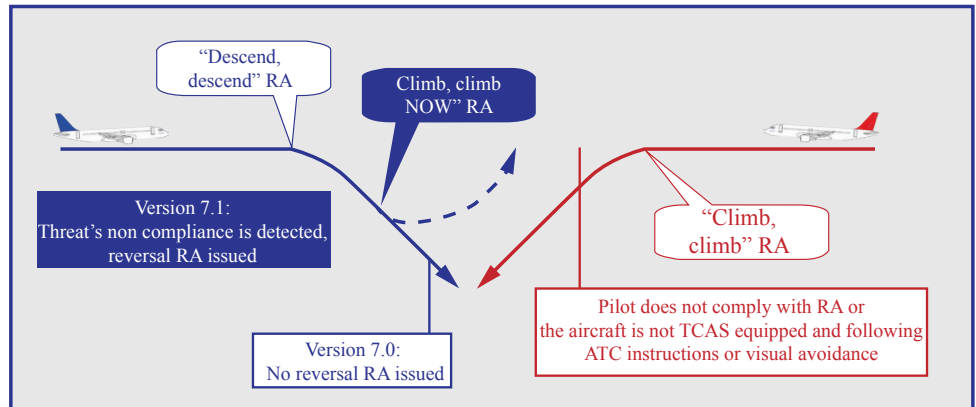 “Descend,
descend” RA
Climb, climb
NOW” RA
Version 7.1:
Threat’s non compliance is detected,
reversal RA issued
“Climb,
climb” RA
Version 7.0:
No reversal RA issued
Pilot does not comply with RA or
the aircraft is not TCAS equipped and following
ATC instructions or visual avoidance